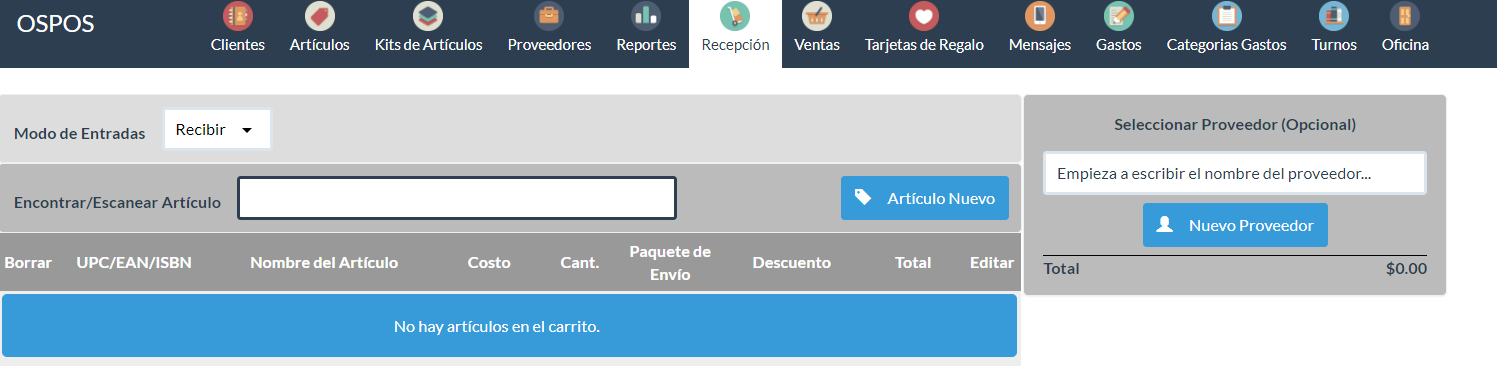 OSPOS
Clientes Artículos Kits de Artículos Proveedores Reportes Recepción Ventas Tarjetas de Regalo Mensajes Gastos Categorias Gastos Turnos Oficina
Modo de Entradas Recibir
Encontrar/Escanear Artículo Artículo Nuevo
Borrar UPC/EAN/ISBN Nombre del Artículo Costo Cant. Paquete de Envío Descuento Total Editar
No hay artículos en el carrito.
Seleccionar Proveedor (Opcional)
Empieza a escribir el nombre del proveedor...
Nuevo Proveedor
Total $0.00